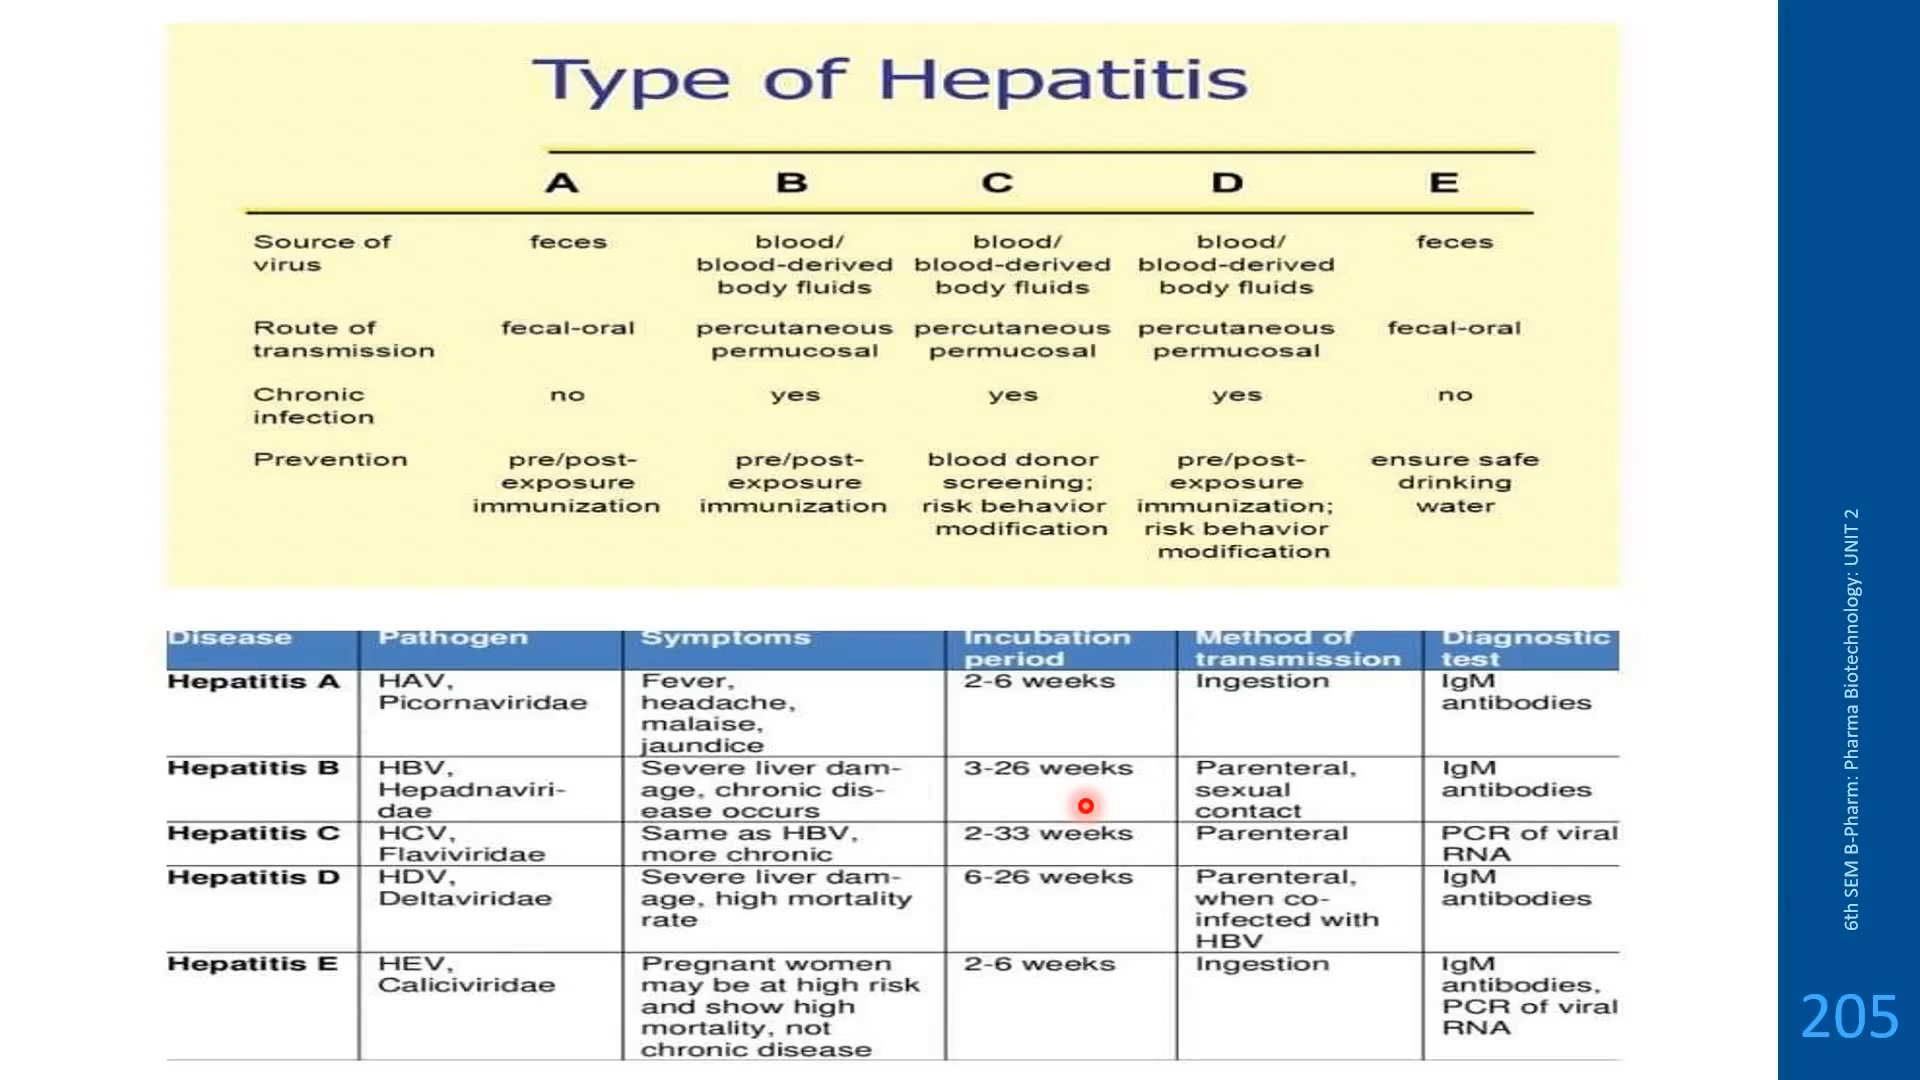 Type of Hepatitis
A B C D E
Source of virus feces blood/ blood-derived body fluids blood/ blood-derived body fluids blood/ blood-derived body fluids feces
Route of transmission fecal-oral percutaneous permucosal percutaneous permucosal percutaneous permucosal fecal-oral
Chronic infection no yes yes yes no
Prevention pre/post-exposure immunization pre/post-exposure immunization blood donor screening; risk behavior modification pre/post-exposure immunization; risk behavior modification ensure safe drinking water
Disease Pathogen Symptoms Incubation period Method of transmission Diagnostic test
Hepatitis A HAV, Picornaviridae Fever, headache, malaise, jaundice 2-6 weeks Ingestion IgM antibodies
Hepatitis B HBV, Hepadnaviri-dae Severe liver dam-age, chronic dis-ease occurs 3-26 weeks Parenteral, sexual contact IgM antibodies
Hepatitis C HCV, Flaviviridae Same as HBV, more chronic 2-33 weeks Parenteral PCR of viral RNA
Hepatitis D HDV, Deltaviridae Severe liver dam-age, high mortality rate 6-26 weeks Parenteral, when co-infected with HBV IgM antibodies
Hepatitis E HEV, Caliciviridae Pregnant women may be at high risk and show high mortality, not chronic disease 2-6 weeks Ingestion IgM antibodies, PCR of viral RNA
6th SEM B-Pharm: Pharma Biotechnology: UNIT 2
205